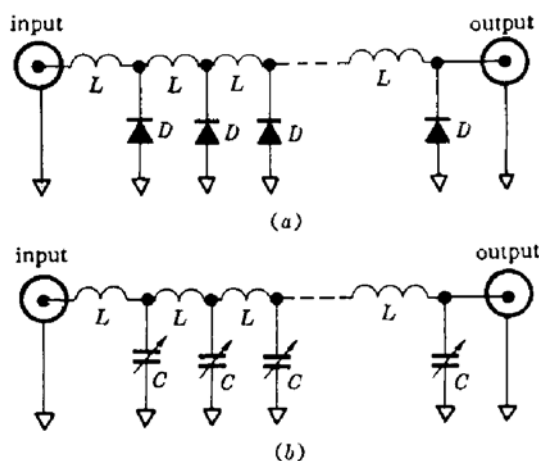 input output
L L L L
D D D D
(a)
input output
L L L L
C C C C
(b)